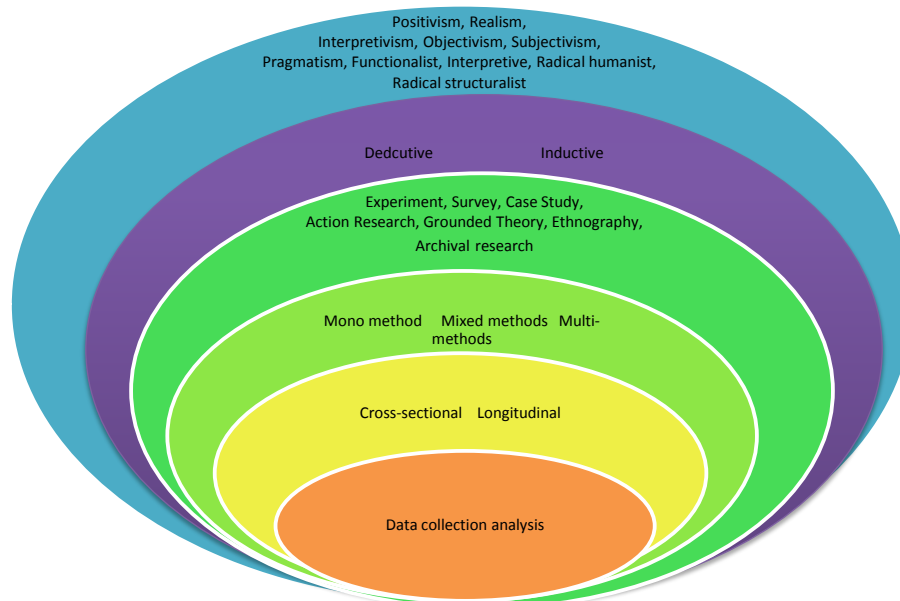 Positivism, Realism,
Interpretivism, Objectivism, Subjectivism,
Pragmatism, Functionalist, Interpretive, Radical humanist,
Radical structuralist
Dedcutive Inductive
Experiment, Survey, Case Study,
Action Research, Grounded Theory, Ethnography,
Archival research
Mono method Mixed methods Multi-
methods
Cross-sectional Longitudinal
Data collection analysis